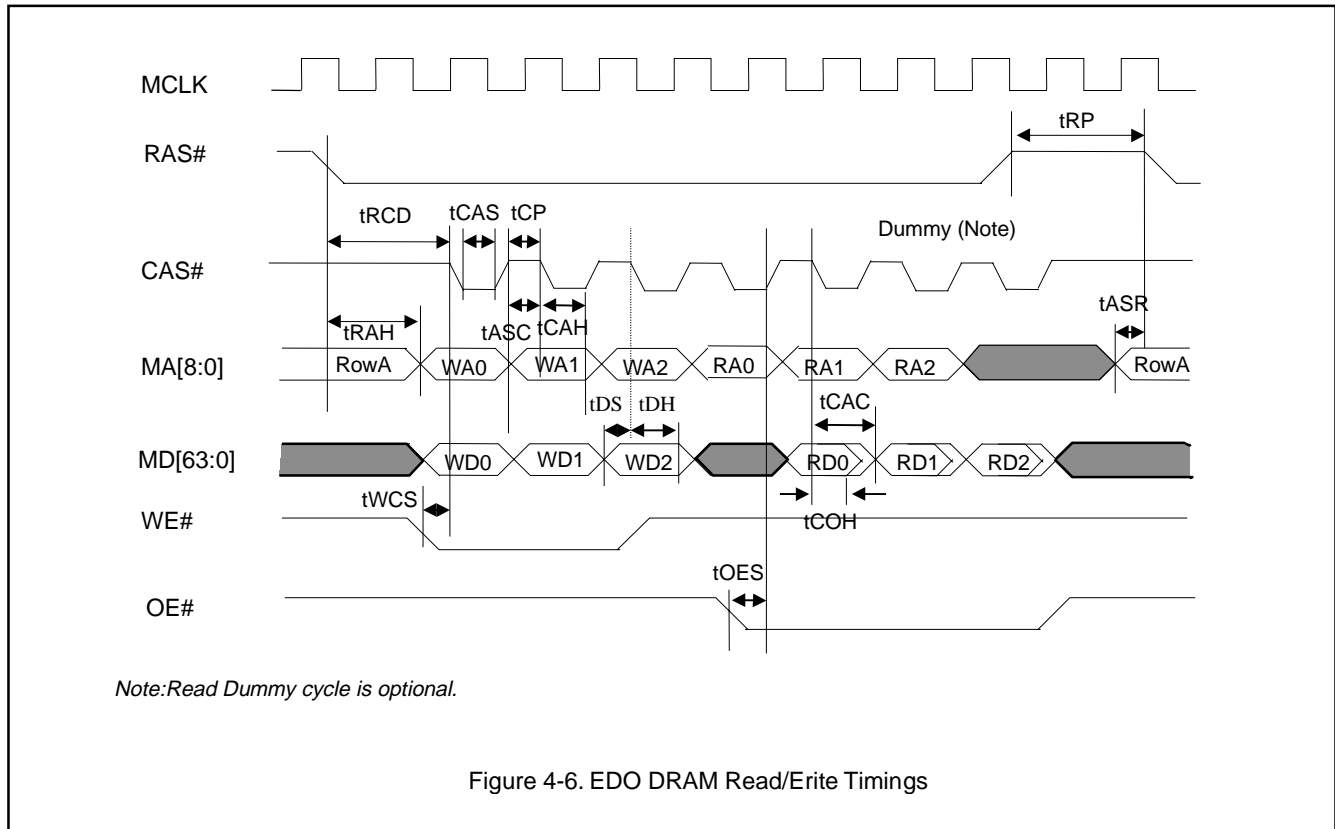 MCLK
tRP
RAS#
tRCD tCAS tCP
Dummy (Note)
CAS#
tRAH tASC tCAH tASR
MA[8:0] RowA WA0 WA1 WA2 RA0 RA1 RA2 RowA
tDS tDH tCAC
MD[63:0] WD0 WD1 WD2 RD0 RD1 RD2
tWCS tCOH
WE#
tOES
OE#
Note:Read Dummy cycle is optional.
Figure 4-6. EDO DRAM Read/Erite Timings